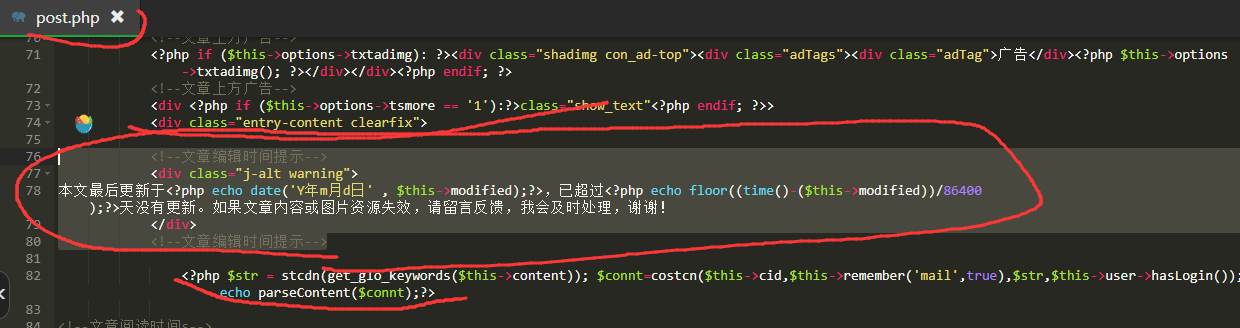 post.php ✖
70 <!--文章上方广告-->
71 <?php if ($this->options->txtadimg): ?><div class="shadimg con_ad-top"><div class="adTags"><div class="adTag">广告</div><?php $this->options
->txtadimg(); ?></div></div><?php endif; ?>
72 <!--文章上方广告-->
73 <div <?php if ($this->options->tsmore == '1'):?>class="show_text"<?php endif; ?>>
74 <div class="entry-content clearfix">
75
76 <!--文章编辑时间提示-->
77 <div class="j-alt warning">
78 本文最后更新于<?php echo date('Y年m月d日' , $this->modified);?>，已超过<?php echo floor((time()-($this->modified))/86400
);?>天没有更新。如果文章内容或图片资源失效，请留言反馈，我会及时处理，谢谢！
79 </div>
80 <!--文章编辑时间提示-->
81
82 <?php $str = stcdn(get_glo_keywords($this->content)); $connt=costcn($this->cid,$this->remember('mail',true),$str,$this->user->hasLogin());
echo parseContent($connt);?>
83
84 <!--文章阅读时间s-->